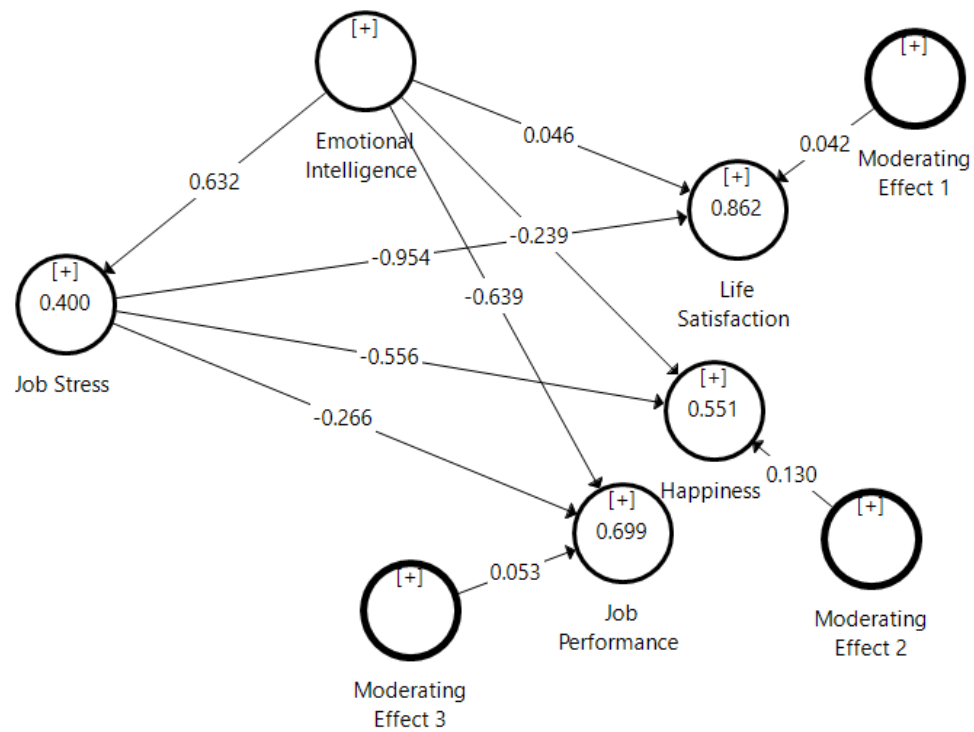 [+]
Emotional
Intelligence
[+]
Moderating
Effect 1
0.046
0.042
0.632
[+]
0.862
Life
Satisfaction
-0.239
-0.954
-0.639
[+]
0.400
Job Stress
-0.556
-0.266
[+]
0.551
Happiness
0.130
[+]
Moderating
Effect 2
[+]
0.699
Job
Performance
0.053
[+]
Moderating
Effect 3